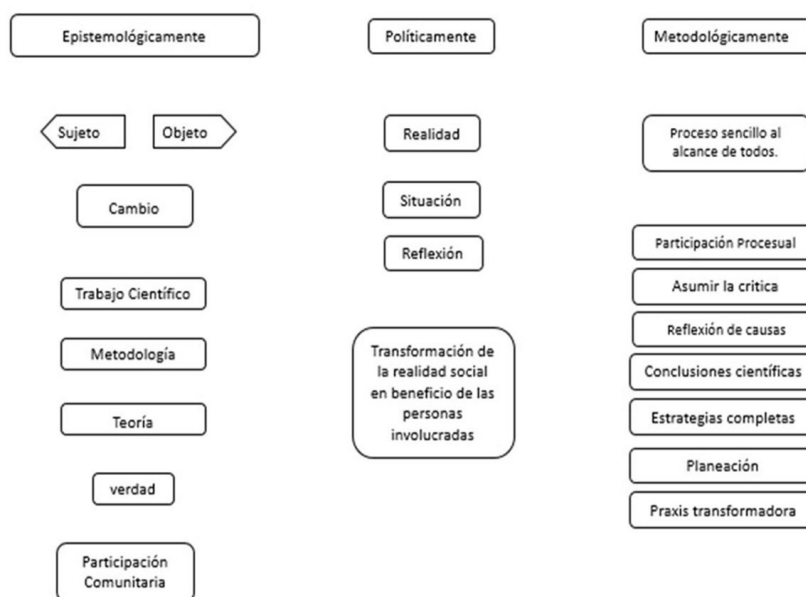 Epistemológicamente
Sujeto
Objeto
Cambio
Trabajo Científico
Metodología
Teoría
verdad
Participación
Comunitaria
Políticamente
Realidad
Situación
Reflexión
Transformación de
la realidad social
en beneficio de las
personas
involucradas
Metodológicamente
Proceso sencillo al
alcance de todos.
Participación Procesual
Asumir la critica
Reflexión de causas
Conclusiones científicas
Estrategias completas
Planeación
Praxis transformadora